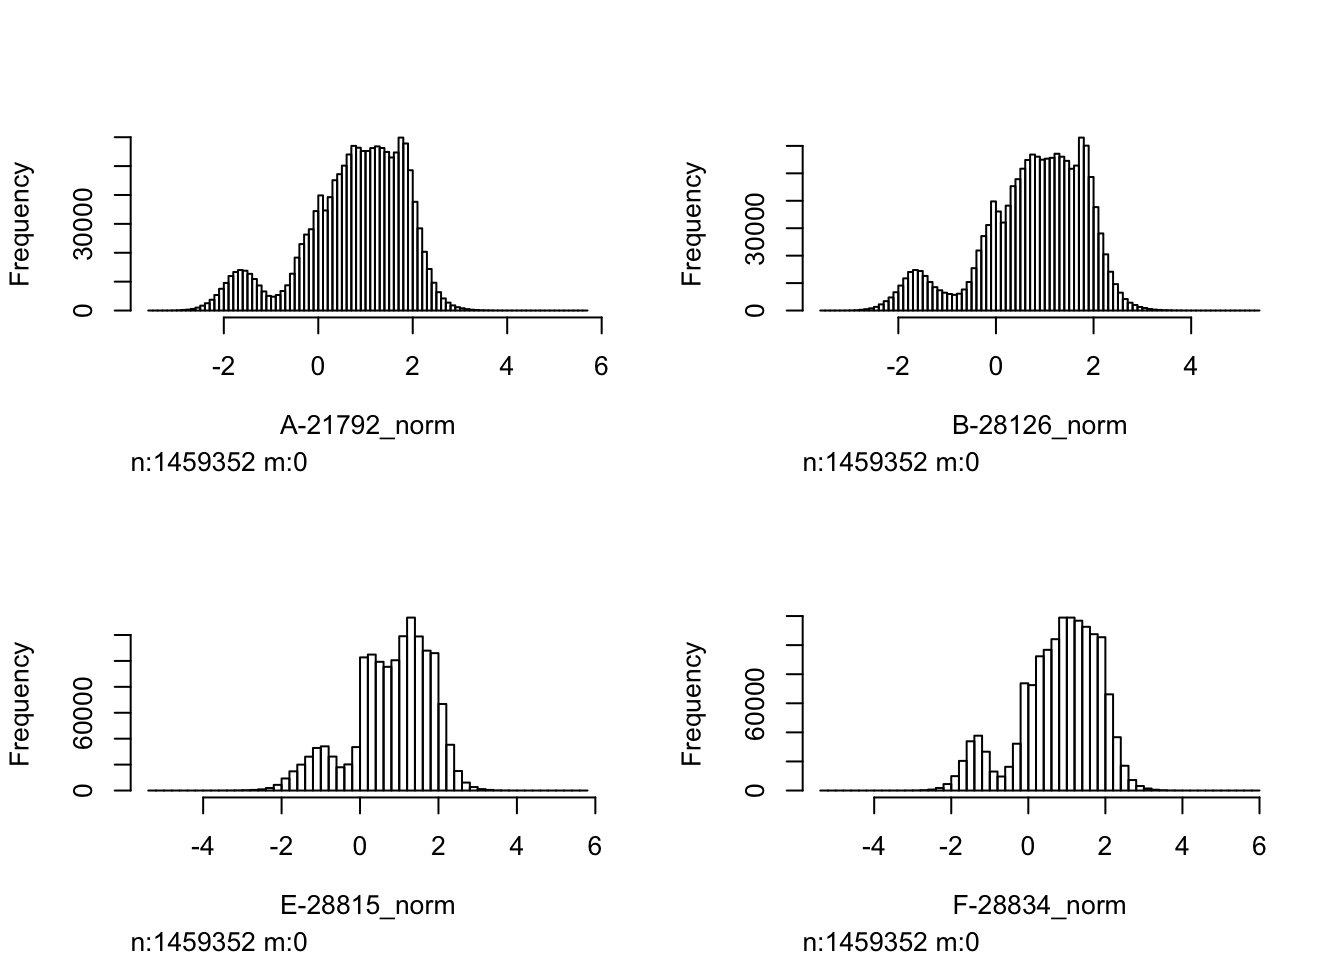 Frequency
0
30000
-2 0 2 4 6
A-21792_norm
n:1459352 m:0
Frequency
0
30000
-2 0 2 4
B-28126_norm
n:1459352 m:0
Frequency
0
60000
-4 -2 0 2 4 6
E-28815_norm
n:1459352 m:0
Frequency
0
60000
-4 -2 0 2 4 6
F-28834_norm
n:1459352 m:0